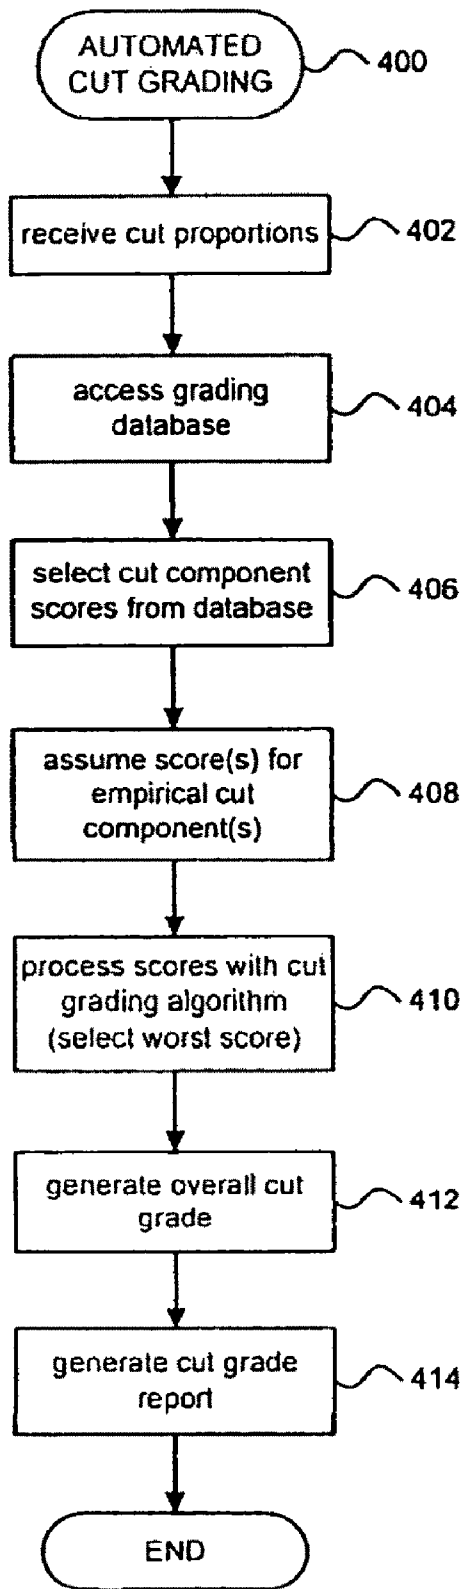 AUTOMATED
CUT GRADING
400
receive cut proportions
402
access grading
database
404
select cut component
scores from database
406
assume score(s) for
empirical cut
component(s)
408
process scores with cut
grading algorithm
(select worst score)
410
generate overall cut
grade
412
generate cut grade
report
414
END